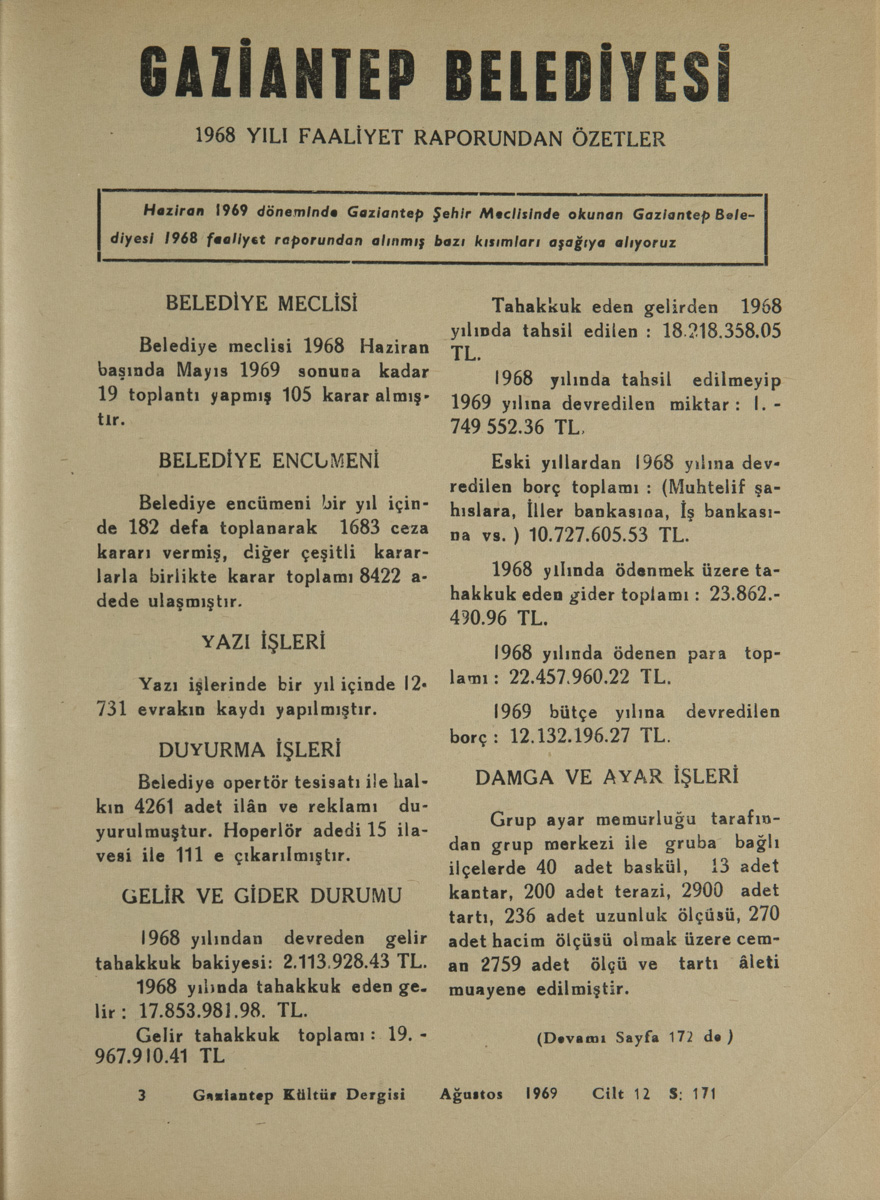 GAZİANTEP BELEDİYESİ
1968 YILI FAALİYET RAPORUNDAN ÖZETLER
Haziran 1969 döneminde Gaziantep Şehir Meclisinde okunan Gaziantep Bele-
diyesi 1968 faaliyet raporundan alınmış bazı kısımları aşağıya alıyoruz
BELEDİYE MECLİSİ
Belediye meclisi 1968 Haziran
başında Mayıs 1969 sonuna kadar
19 toplantı yapmış 105 karar almış-
tır.
BELEDİYE ENCUMENİ
Belediye encümeni bir yıl için-
de 182 defa toplanarak 1683 ceza
kararı vermiş, diğer çeşitli karar-
larla birlikte karar toplamı 8422 a-
dede ulaşmıştır.
YAZI İŞLERİ
Yazı işlerinde bir yıl içinde 12-
731 evrakın kaydı yapılmıştır.
DUYURMA İŞLERİ
Belediye opertör tesisatı ile hal-
kın 4261 adet ilân ve reklamı du-
yurulmuştur. Hoperlör adedi 15 ila-
vesi ile 111 e çıkarılmıştır.
GELİR VE GİDER DURUMU
1968 yılından devreden gelir
tahakkuk bakiyesi: 2.113.928.43 TL.
1968 yılında tahakkuk eden ge-
lir : 17.853.981.98. TL.
Gelir tahakkuk toplamı : 19. -
967.910.41 TL
Tahakkuk eden gelirden 1968
yılında tahsil edilen : 18.218.358.05
TL.
1968 yılında tahsil edilmeyip
1969 yılına devredilen miktar : 1. -
749 552.36 TL.
Eski yıllardan 1968 yılına dev-
redilen borç toplamı : (Muhtelif şa-
hıslara, İller bankasına, İş bankası-
na vs. ) 10.727.605.53 TL.
1968 yılında ödenmek üzere ta-
hakkuk eden gider toplamı : 23.862.-
490.96 TL.
1968 yılında ödenen para top-
lamı : 22.457.960.22 TL.
1969 bütçe yılına devredilen
borç : 12.132.196.27 TL.
DAMGA VE AYAR İŞLERİ
Grup ayar memurluğu tarafın-
dan grup merkezi ile gruba bağlı
ilçelerde 40 adet baskül, 13 adet
kantar, 200 adet terazi, 2900 adet
tartı, 236 adet uzunluk ölçüsü, 270
adet hacim ölçüsü olmak üzere cem-
an 2759 adet ölçü ve tartı âleti
muayene edilmiştir.
(Devamı Sayfa 172 de )
3 Gaziantep Kültür Dergisi Ağustos 1969 Cilt 12 S: 171